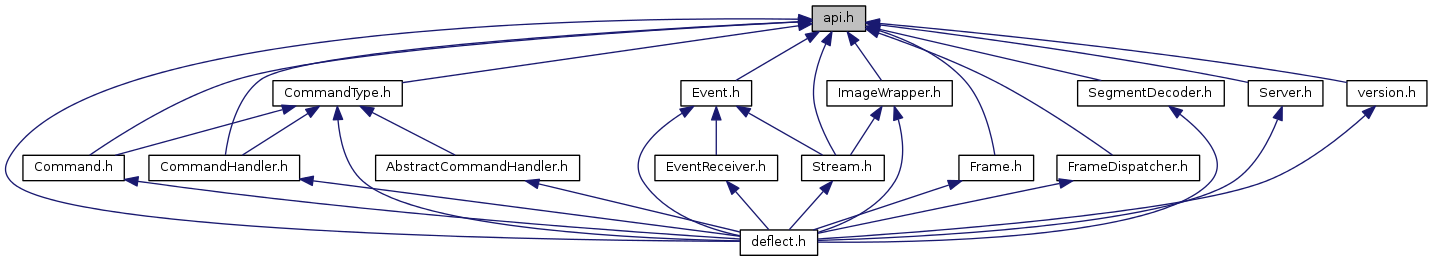 api.h
CommandType.h
Event.h
ImageWrapper.h
SegmentDecoder.h
Server.h
version.h
Command.h
CommandHandler.h
AbstractCommandHandler.h
EventReceiver.h
Stream.h
Frame.h
FrameDispatcher.h
deflect.h